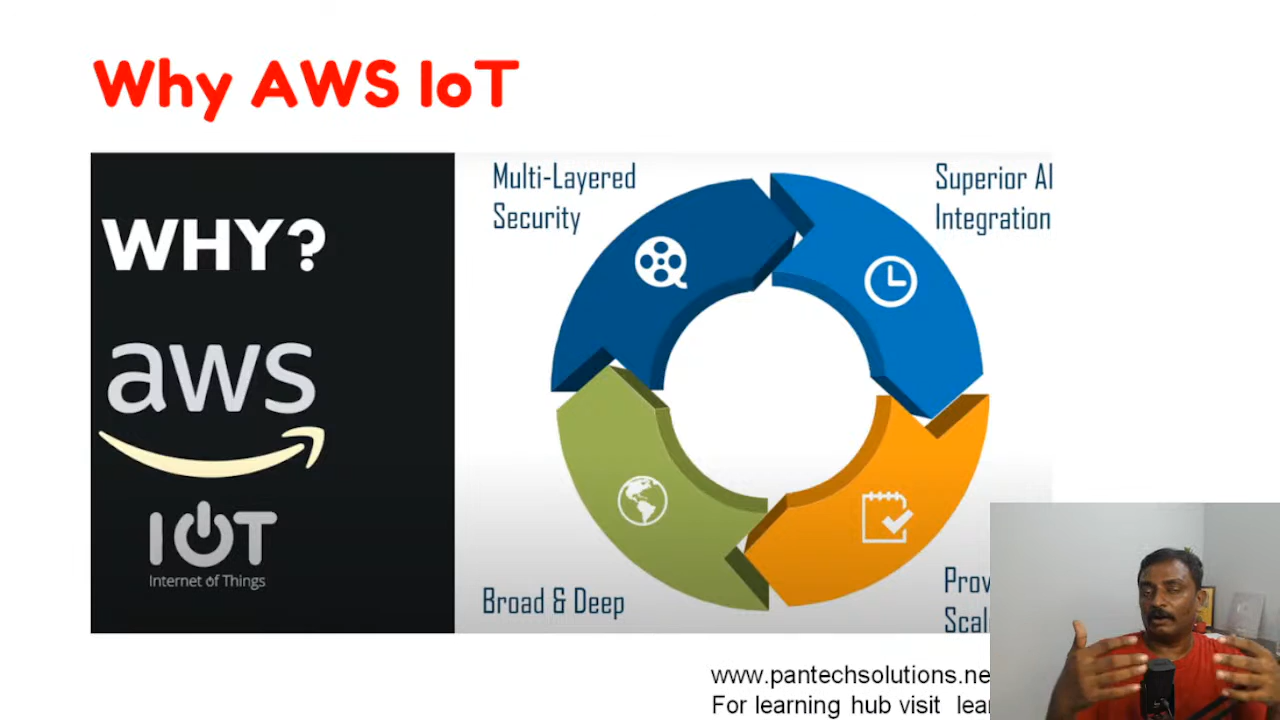 Why AWS IoT
WHY?
aws
IOT
Internet of Things
Multi-Layered
Security
Superior AI
Integration
Broad & Deep
www.pantechsolutions.ne
For learning hub visit